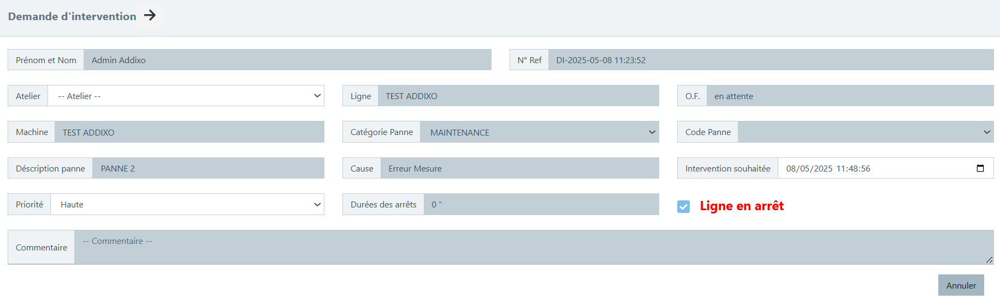 Demande d'intervention
Prénom et Nom Admin Addixo N° Ref DI-2025-05-08 11:23:52
Atelier -- Atelier -- Ligne TEST ADDIXO O.F. en attente
Machine TEST ADDIXO Catégorie Panne MAINTENANCE Code Panne
Déscription panne PANNE 2 Cause Erreur Mesure Intervention souhaitée 08/05/2025 11:48:56
Priorité Haute Durées des arrêts 0 " Ligne en arrêt
Commentaire -- Commentaire --
Annuler